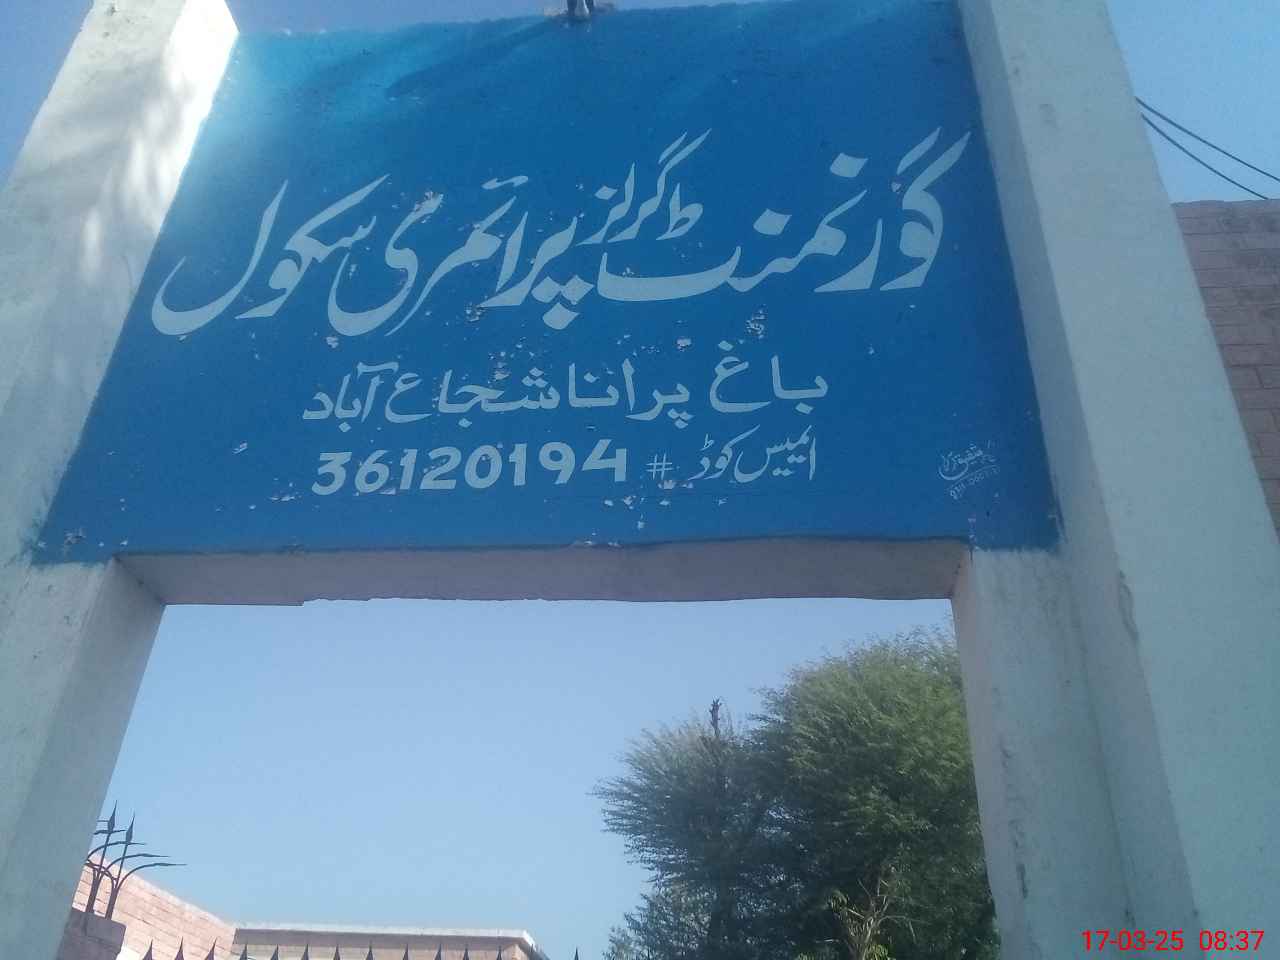 گورنمنٹ گرلز پرائمری سکول
باغ پرانا شجاع آباد
ایمیس کوڈ # 36120194
17-03-25 08:37